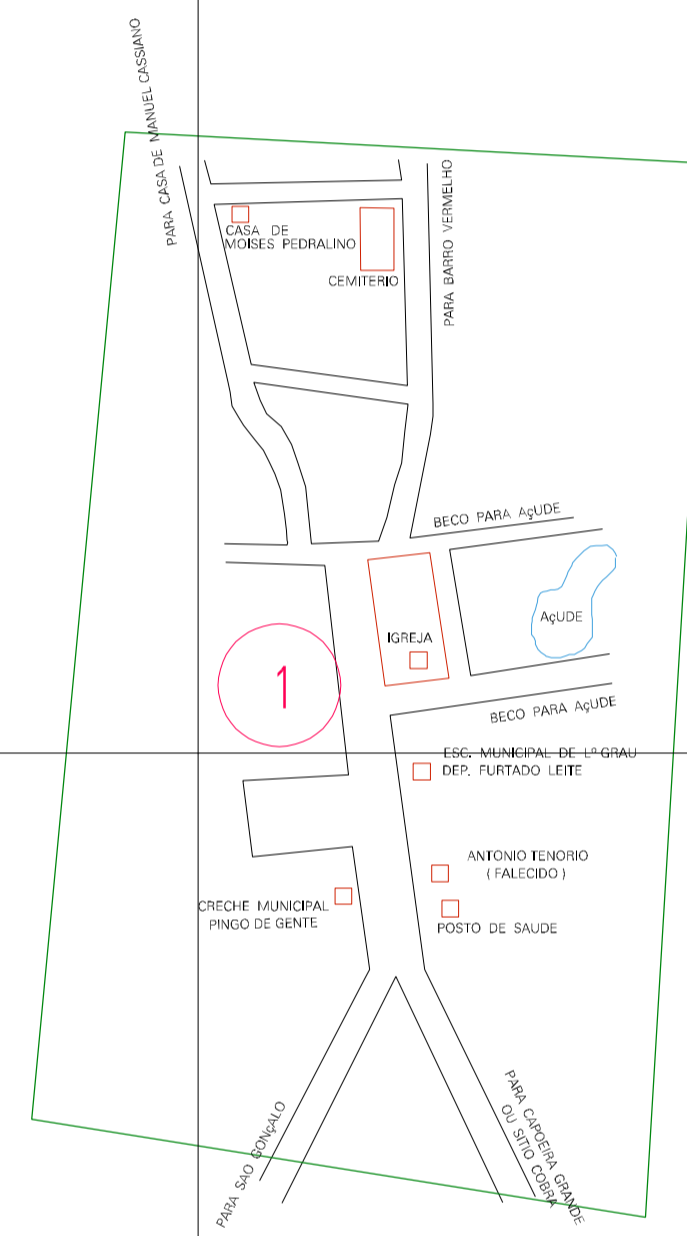 PARA CASA DE MANUEL CASSIANO
CASA DE
MOISES PEDRALINO
CEMITERIO
PARA BARRO VERMELHO
BECO PARA AçUDE
AçUDE
IGREJA
1
BECO PARA AçUDE
ESC. MUNICIPAL DE Lº GRAU
DEP. FURTADO LEITE
ANTONIO TENORIO
( FALECIDO )
CRECHE MUNICIPAL
PINGO DE GENTE
POSTO DE SAUDE
PARA SAO GONçALO
PARA CAPOEIRA GRANDE
OU SITIO COBRA